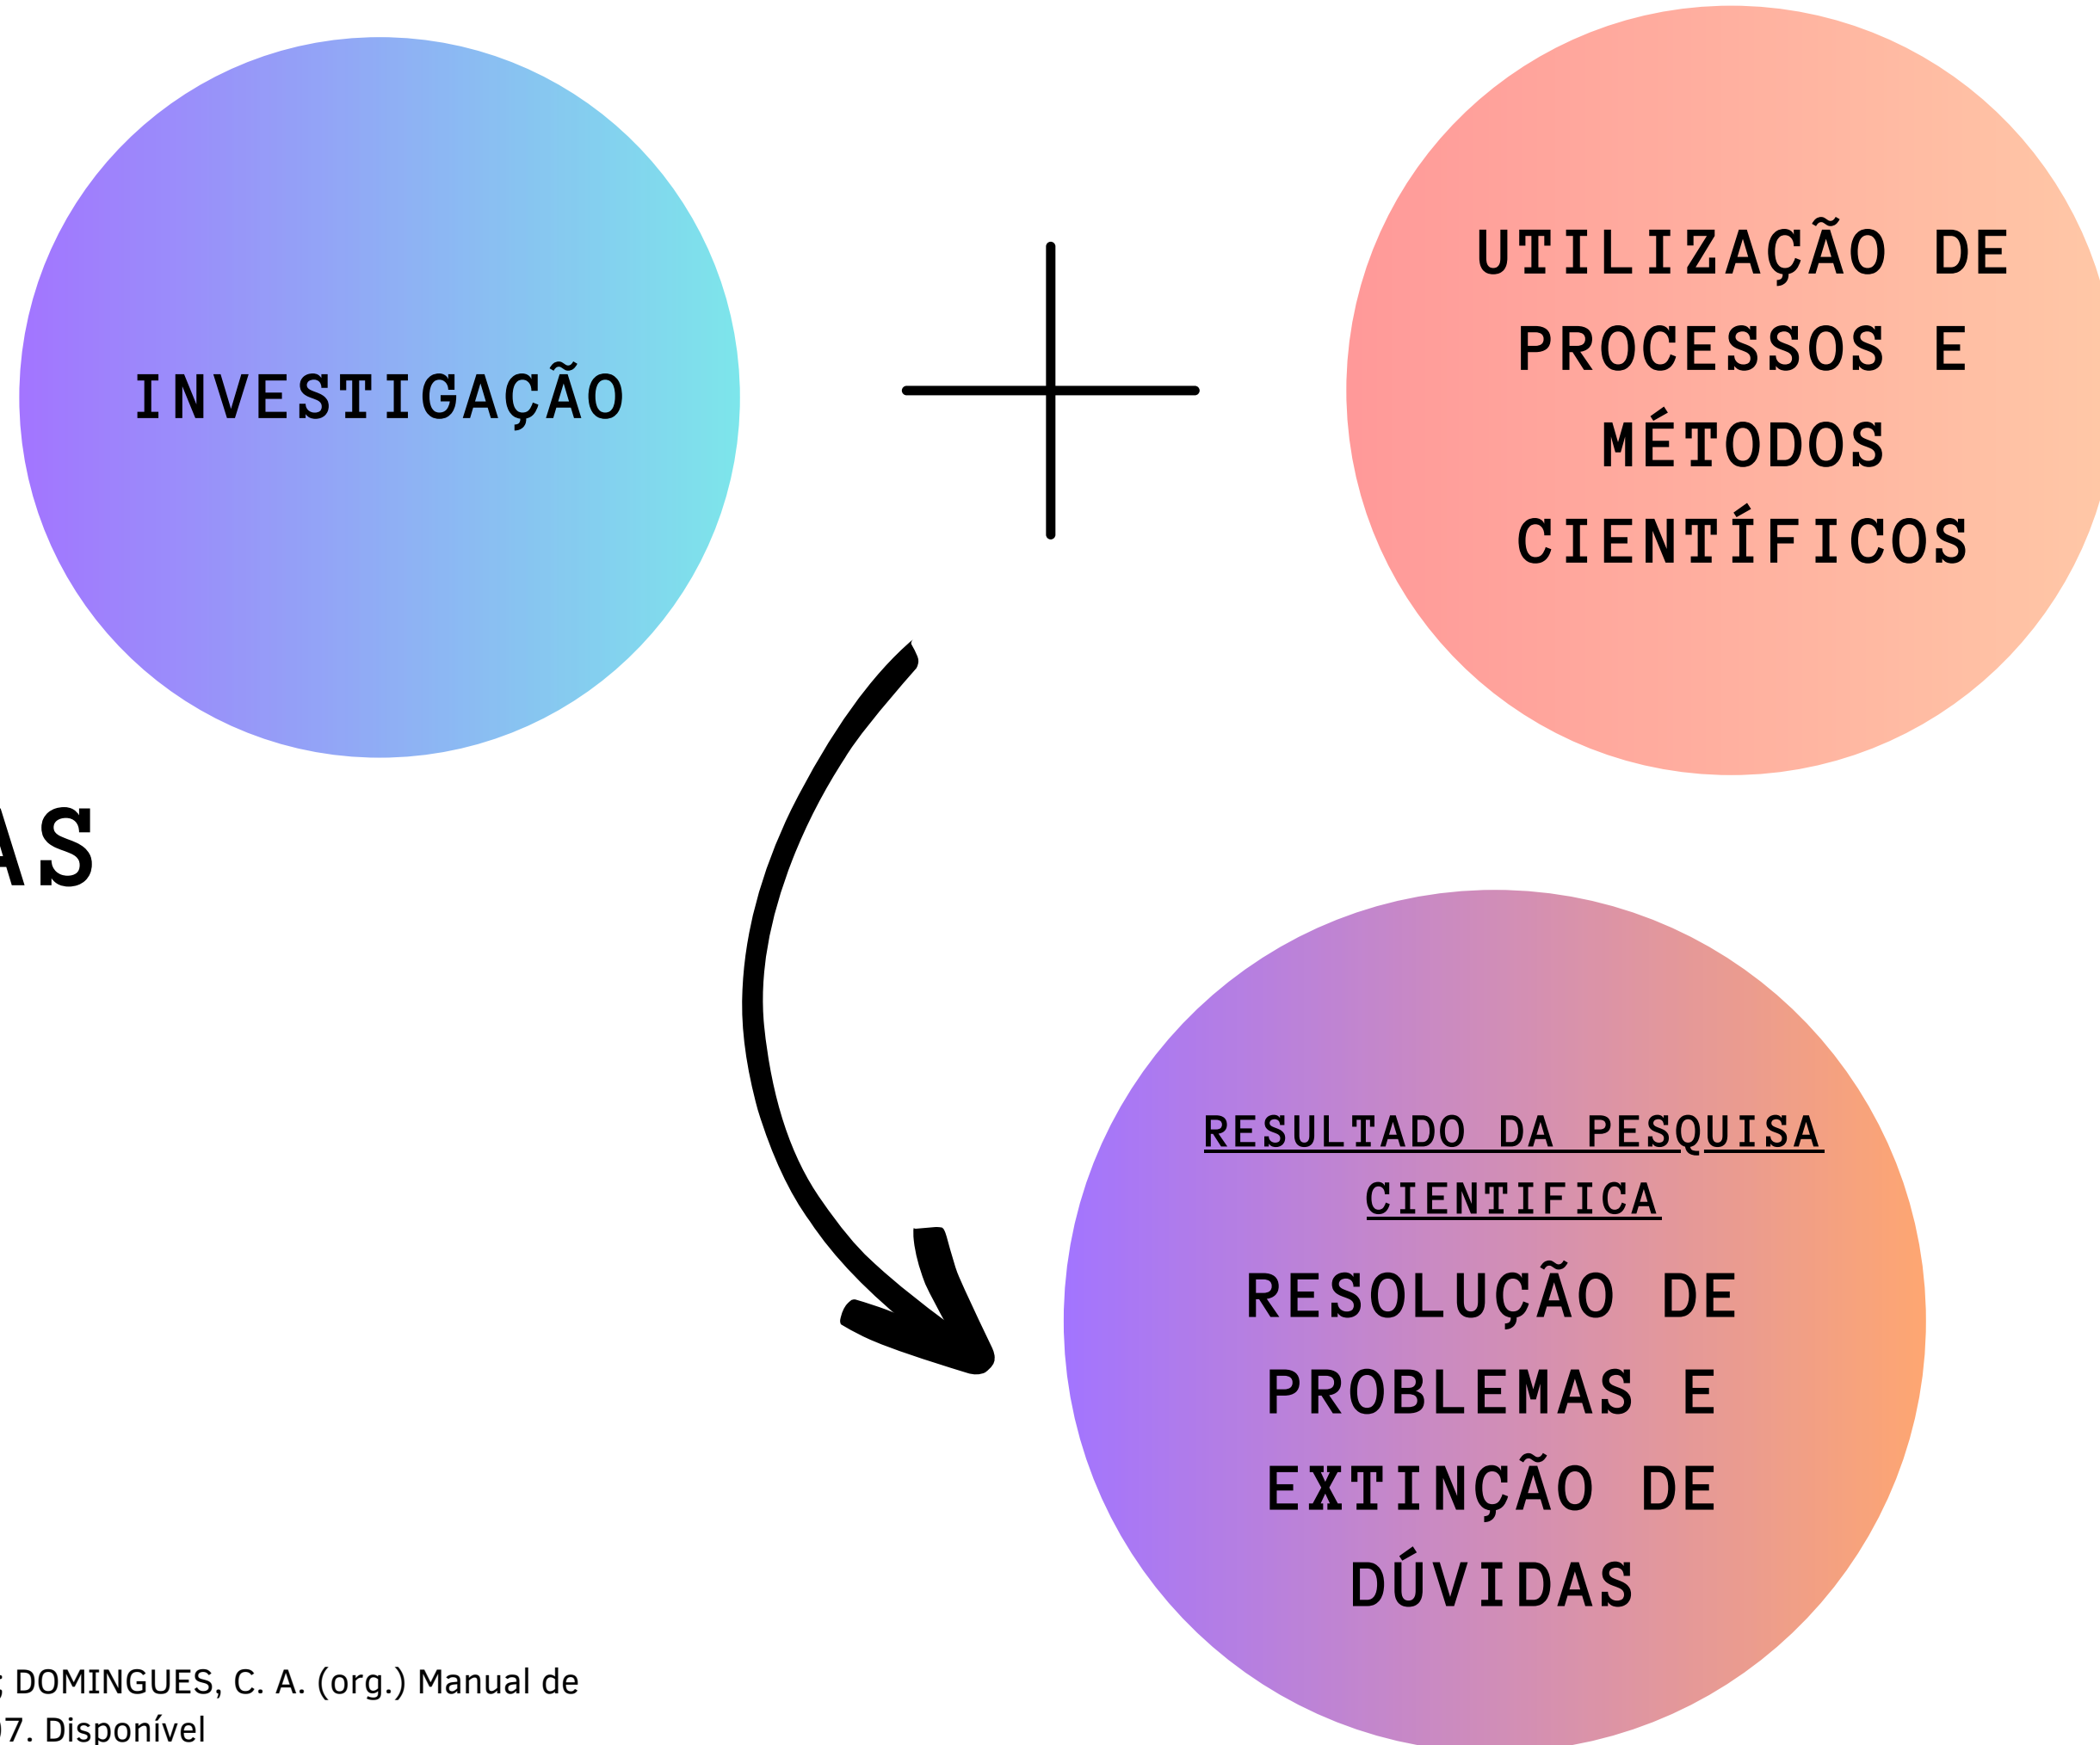 INVESTIGAÇÃO
UTILIZAÇÃO DE
PROCESSOS E
MÉTODOS
CIENTÍFICOS
AS
RESULTADO DA PESQUISA
CIENTIFICA
RESOLUÇÃO DE
PROBLEMAS E
EXTINÇÃO DE
DÚVIDAS
; DOMINGUES, C. A. (org.) Manual de
7. Disponível